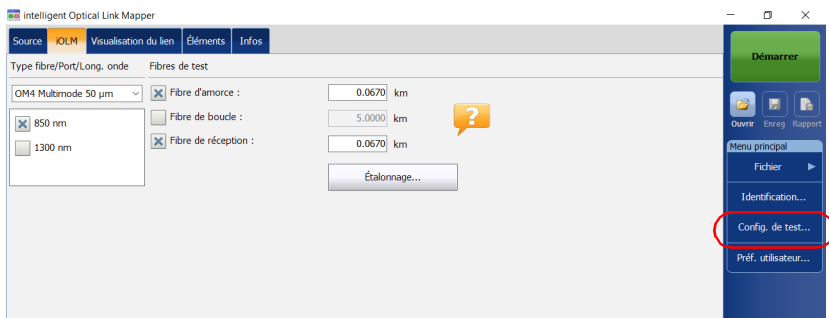 intelligent Optical Link Mapper
Source iOLM Visualisation du lien Éléments Infos
Type fibre/Port/Long. onde Fibres de test
OM4 Multimode 50 µm
850 nm
1300 nm
Fibre d'amorce : 0.0670 km
Fibre de boucle : 5.0000 km
Fibre de réception : 0.0670 km
?
Étalonnage...
Démarrer
Ouvrir Enreg Rapport
Menu principal
Fichier
Identification...
Config. de test...
Préf. utilisateur...